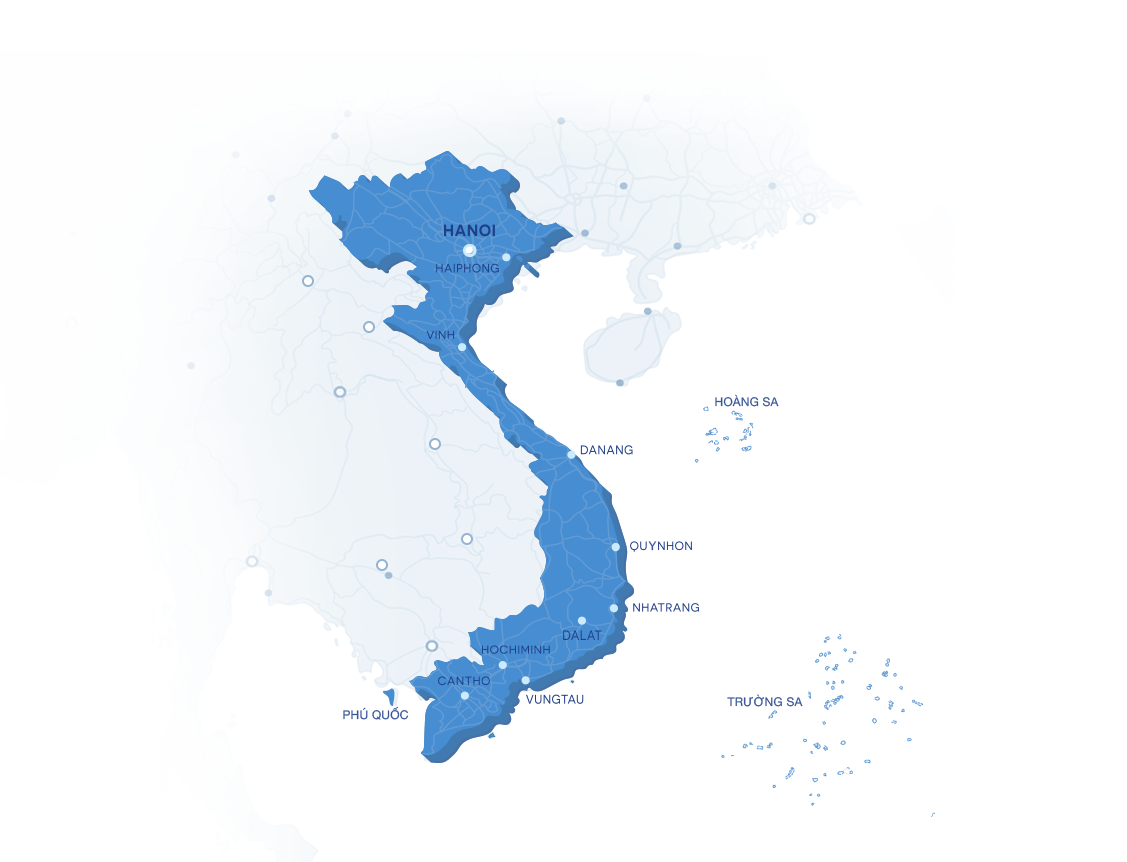 HANOI
HAIPHONG
VINH
HOÀNG SA
DANANG
QUYNHON
NHATRANG
DALAT
HOCHIMINH
CANTHO
VUNGTAU
TRƯỜNG SA
PHÚ QUỐC